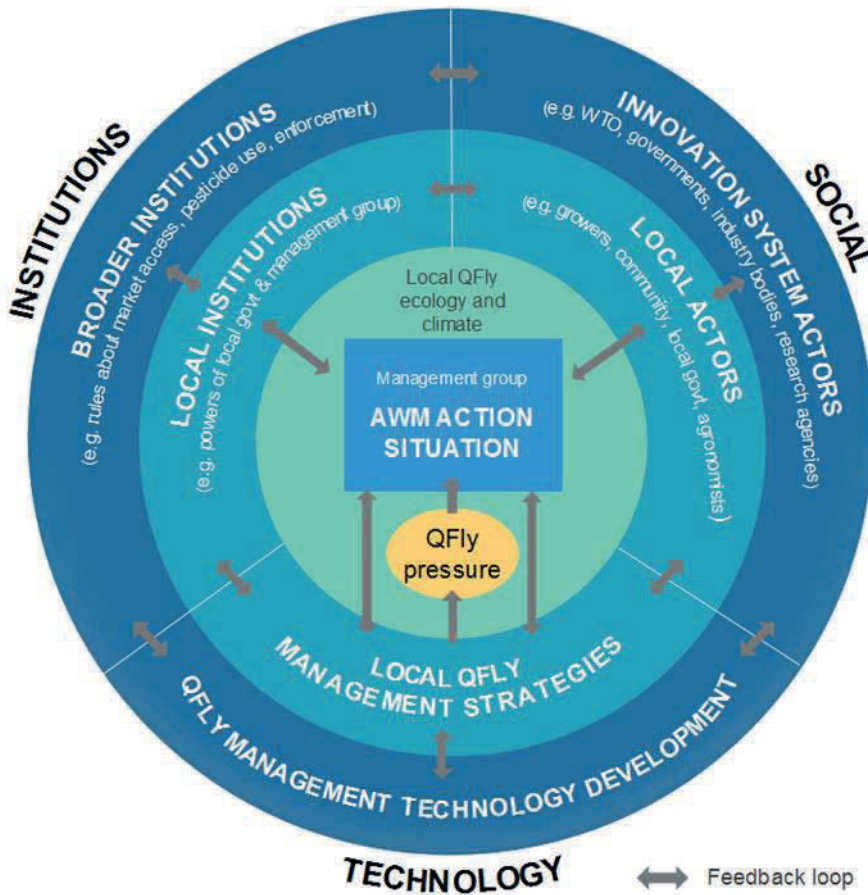 INSTITUTIONS
BROADER INSTITUTIONS
(e.g. rules about market access, pesticide use, enforcement)
LOCAL INSTITUTIONS
(e.g. powers of local govt & management group)
SOCIAL
INNOVATION SYSTEM ACTORS
(e.g. WTO, governments, industry bodies, research agencies)
LOCAL ACTORS
(e.g. growers, community, local govt, agronomists)
Local QFly
ecology and
climate
Management group
AWM ACTION
SITUATION
QFly
pressure
LOCAL QFLY
MANAGEMENT STRATEGIES
QFLY MANAGEMENT TECHNOLOGY DEVELOPMENT
TECHNOLOGY
Feedback loop